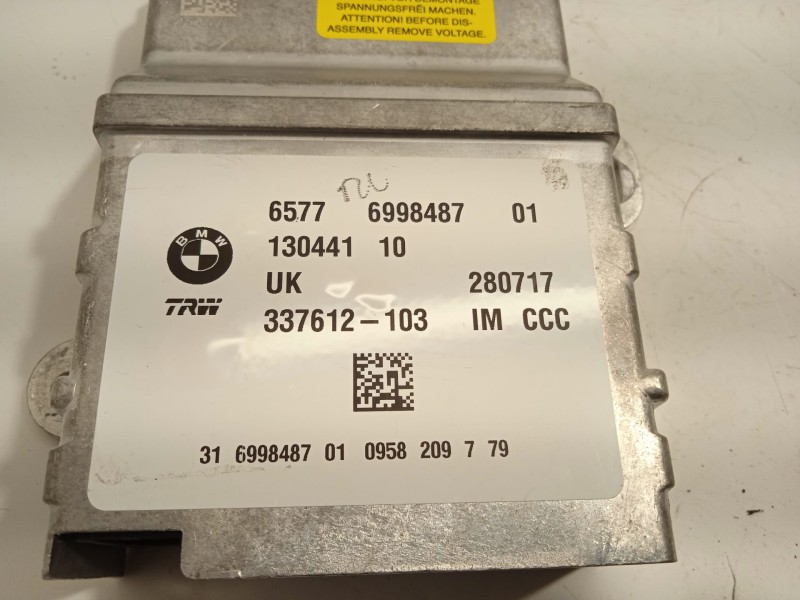 SPANNUNGSFREI MACHEN.
ATTENTION! BEFORE DIS-
ASSEMBLY REMOVE VOLTAGE.
6577 6998487 01
BMW
130441 10
UK 280717
TRW
337612-103 IM CCC
31 6998487 01 0958 209 7 79